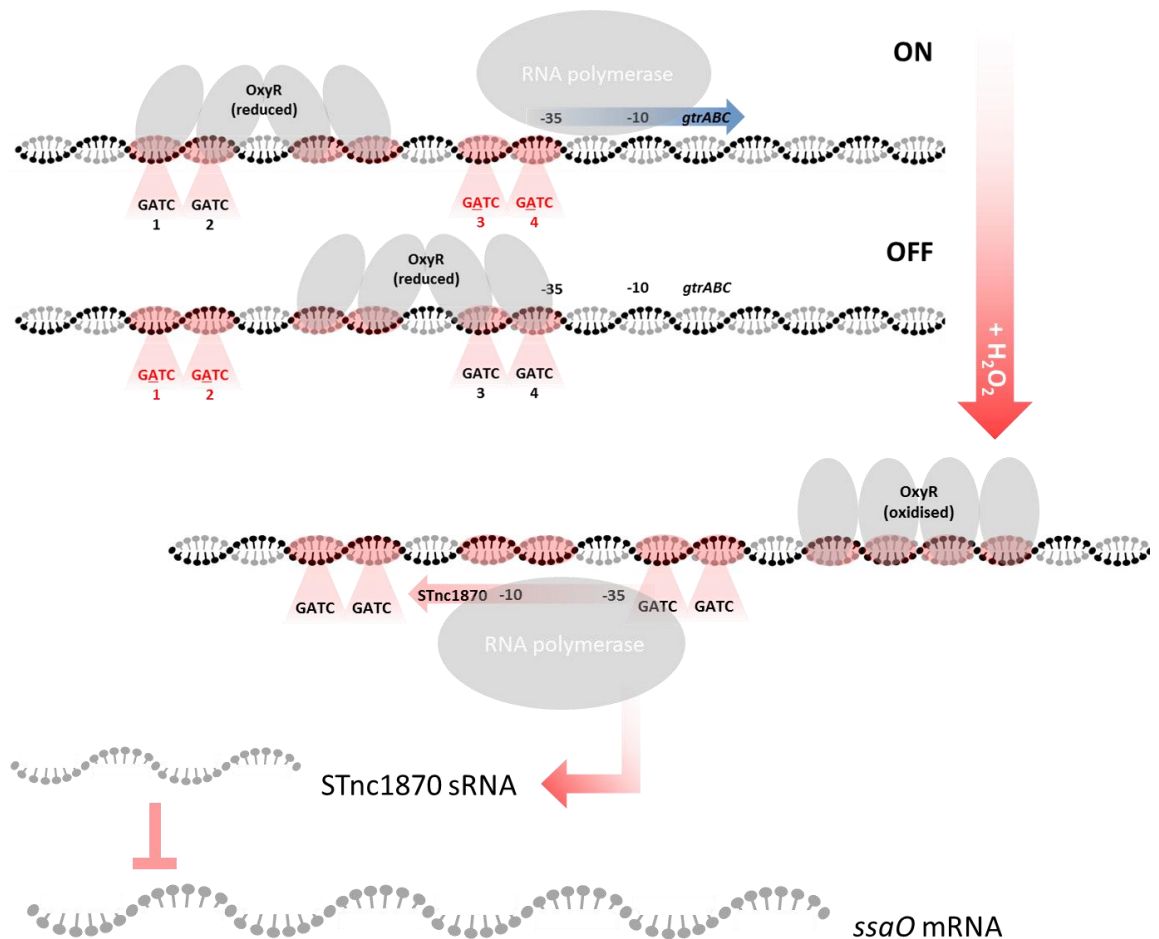 RNA polymerase
ON
OxyR
(reduced)
-35 -10 gtrABC
GATC GATC GATC GATC
1 2 3 4
OFF
OxyR
(reduced)
-35 -10 gtrABC
GATC GATC GATC GATC
1 2 3 4
+ H₂O₂
OxyR
(oxidised)
STnc1870 -10 -35
GATC GATC GATC GATC
RNA polymerase
STnc1870 sRNA
ssaO mRNA